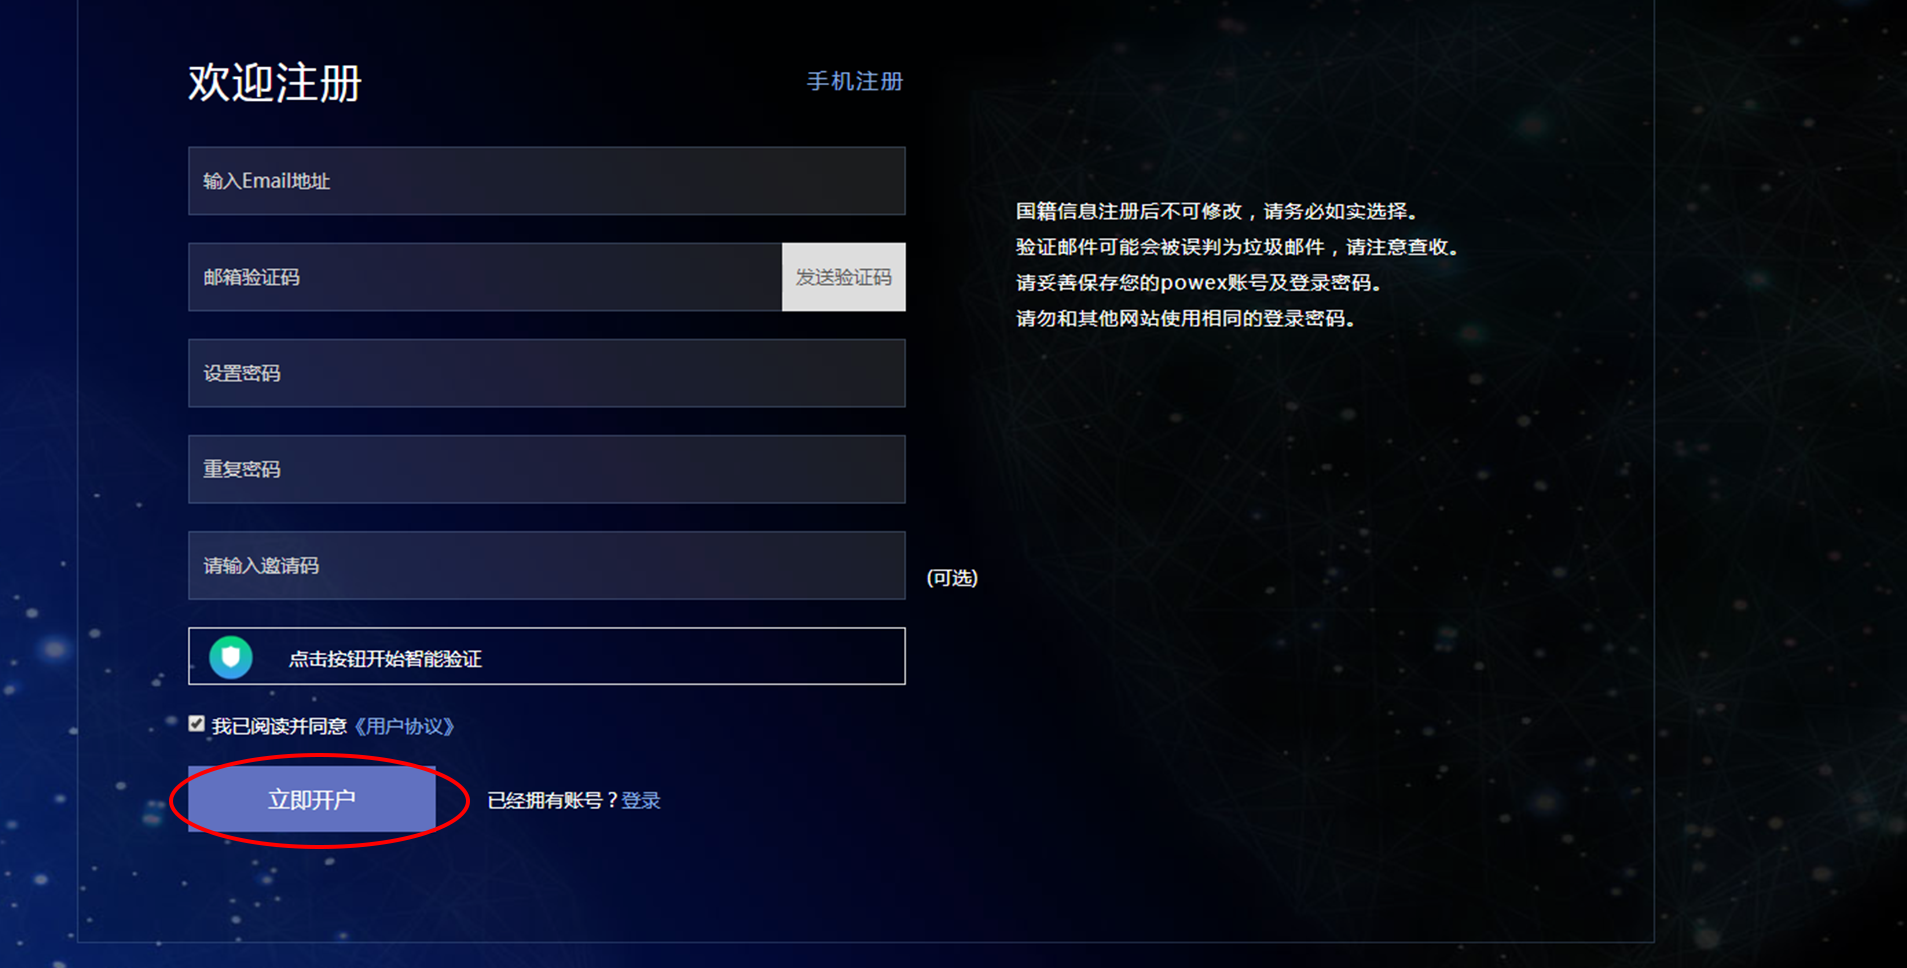 欢迎注册
手机注册
输入Email地址
邮箱验证码
发送验证码
设置密码
重复密码
请输入邀请码
(可选)
点击按钮开始智能验证
我已阅读并同意《用户协议》
立即开户
已经拥有账号？登录
国籍信息注册后不可修改，请务必如实选择。
验证邮件可能会被误判为垃圾邮件，请注意查收。
请妥善保存您的powex账号及登录密码。
请勿和其他网站使用相同的登录密码。